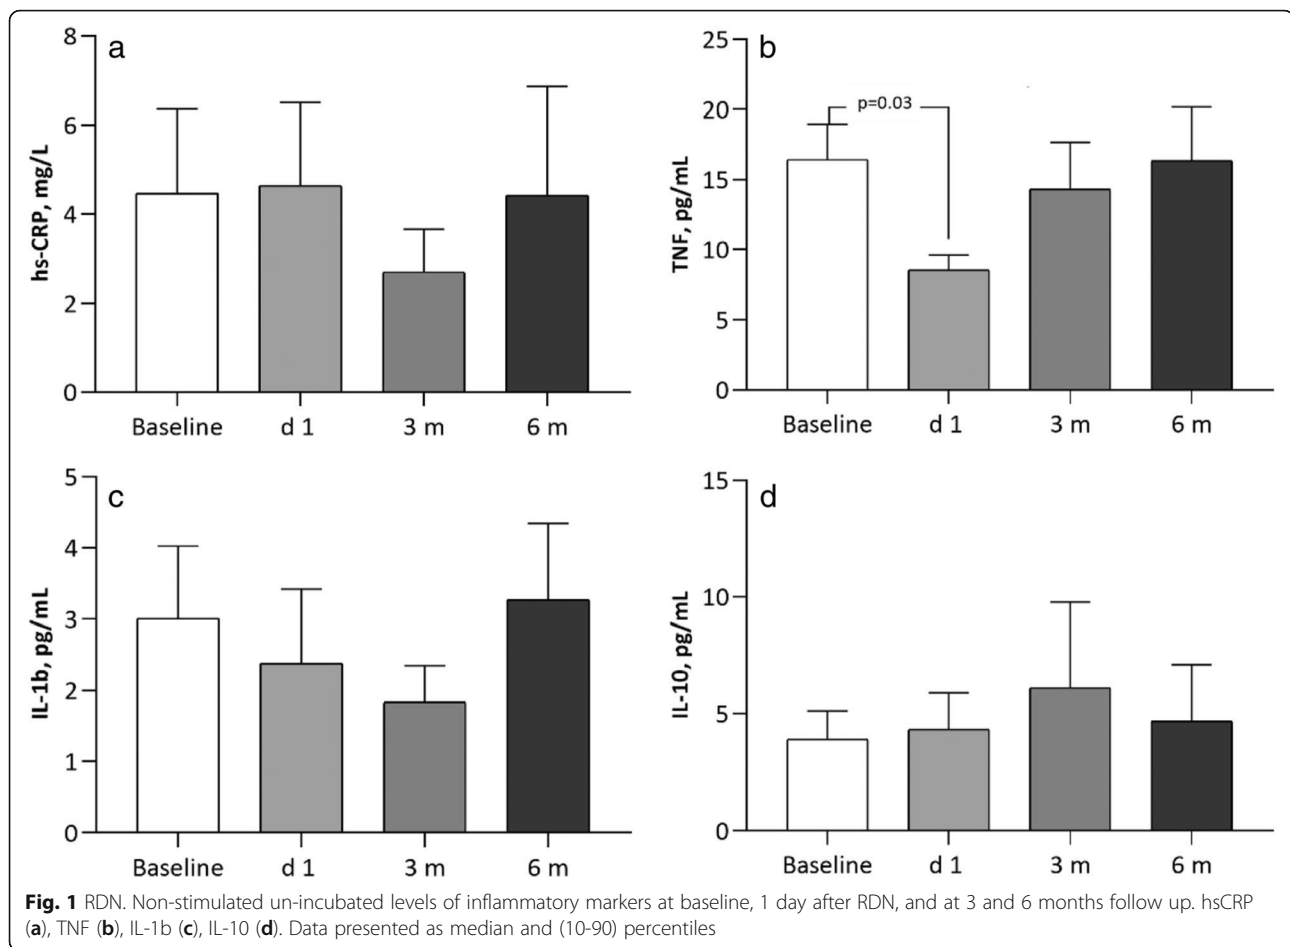 a
8
6
4
2
0
hs-CRP, mg/L
Baseline d 1 3 m 6 m
b
25
20
15
10
5
0
TNF, pg/mL
p=0.03
Baseline d 1 3 m 6 m
c
5
4
3
2
1
0
IL-1b, pg/mL
Baseline d 1 3 m 6 m
d
15
10
5
0
IL-10, pg/mL
Baseline d 1 3 m 6 m
Fig. 1 RDN. Non-stimulated un-incubated levels of inflammatory markers at baseline, 1 day after RDN, and at 3 and 6 months follow up. hsCRP
(a), TNF (b), IL-1b (c), IL-10 (d). Data presented as median and (10-90) percentiles